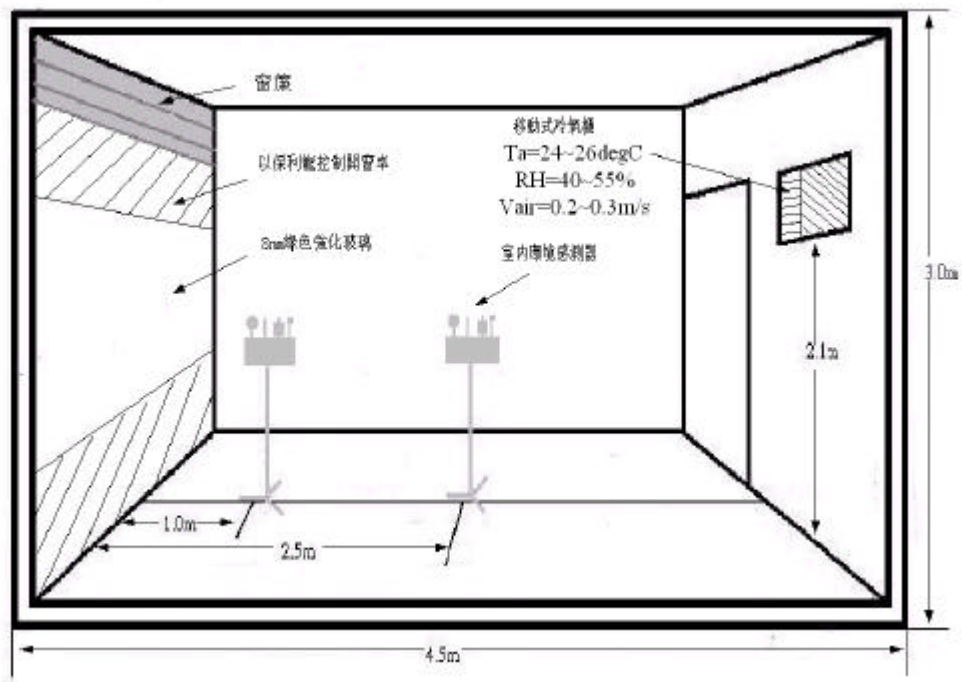 窗簾
移動式冷氣機
Ta=24~26degC
RH=40~55%
Vair=0.2~0.3m/s
以保利龍控制開窗率
8mm綠色強化玻璃
室內環境感測器
3.0m
2.1m
1.0m
2.5m
4.5m